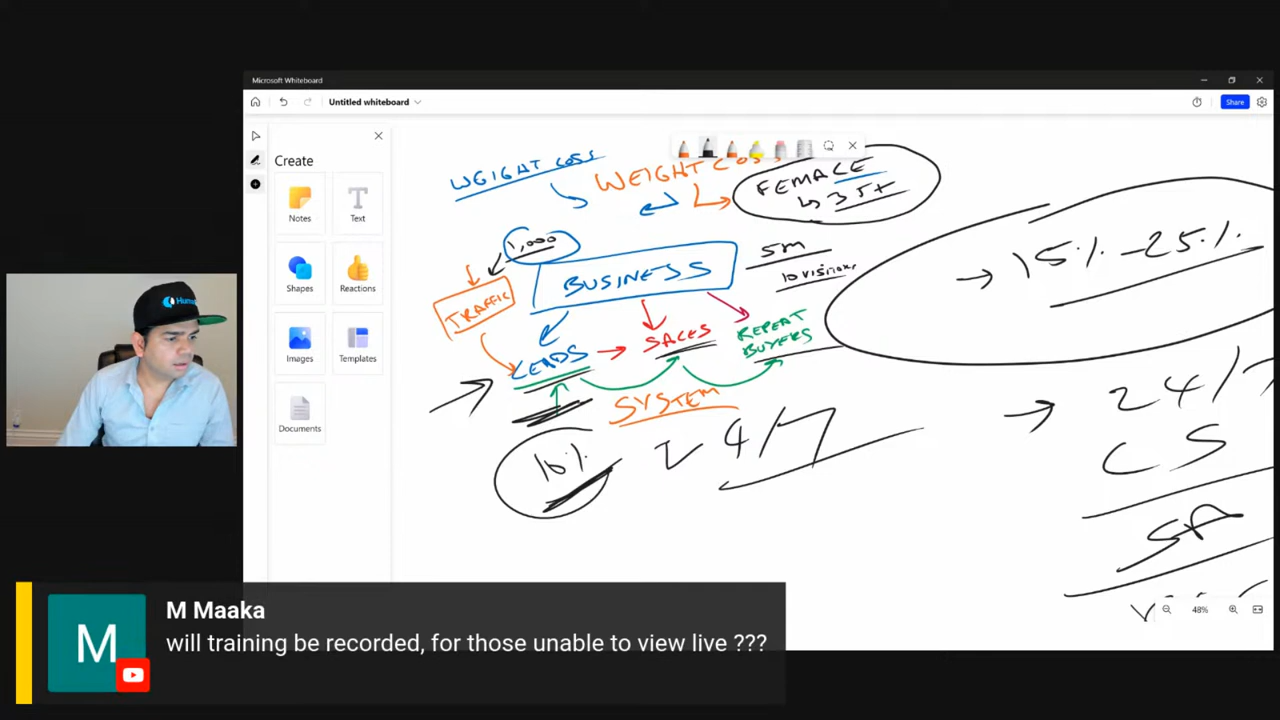 Microsoft Whiteboard
Untitled whiteboard
Share
Create
Notes
Text
Shapes
Reactions
Images
Templates
Documents
WEIGHT LOSS
WEIGHT LOSS
FEMALE
35+
1,000
BUSINESS
5m
10 visions
15% - 25%
TRAFFIC
LEADS
SALES
REPEAT
BUYERS
SYSTEM
24/7
10%
24/7
CS
SA
48%
M Maaka
will training be recorded, for those unable to view live ???
M